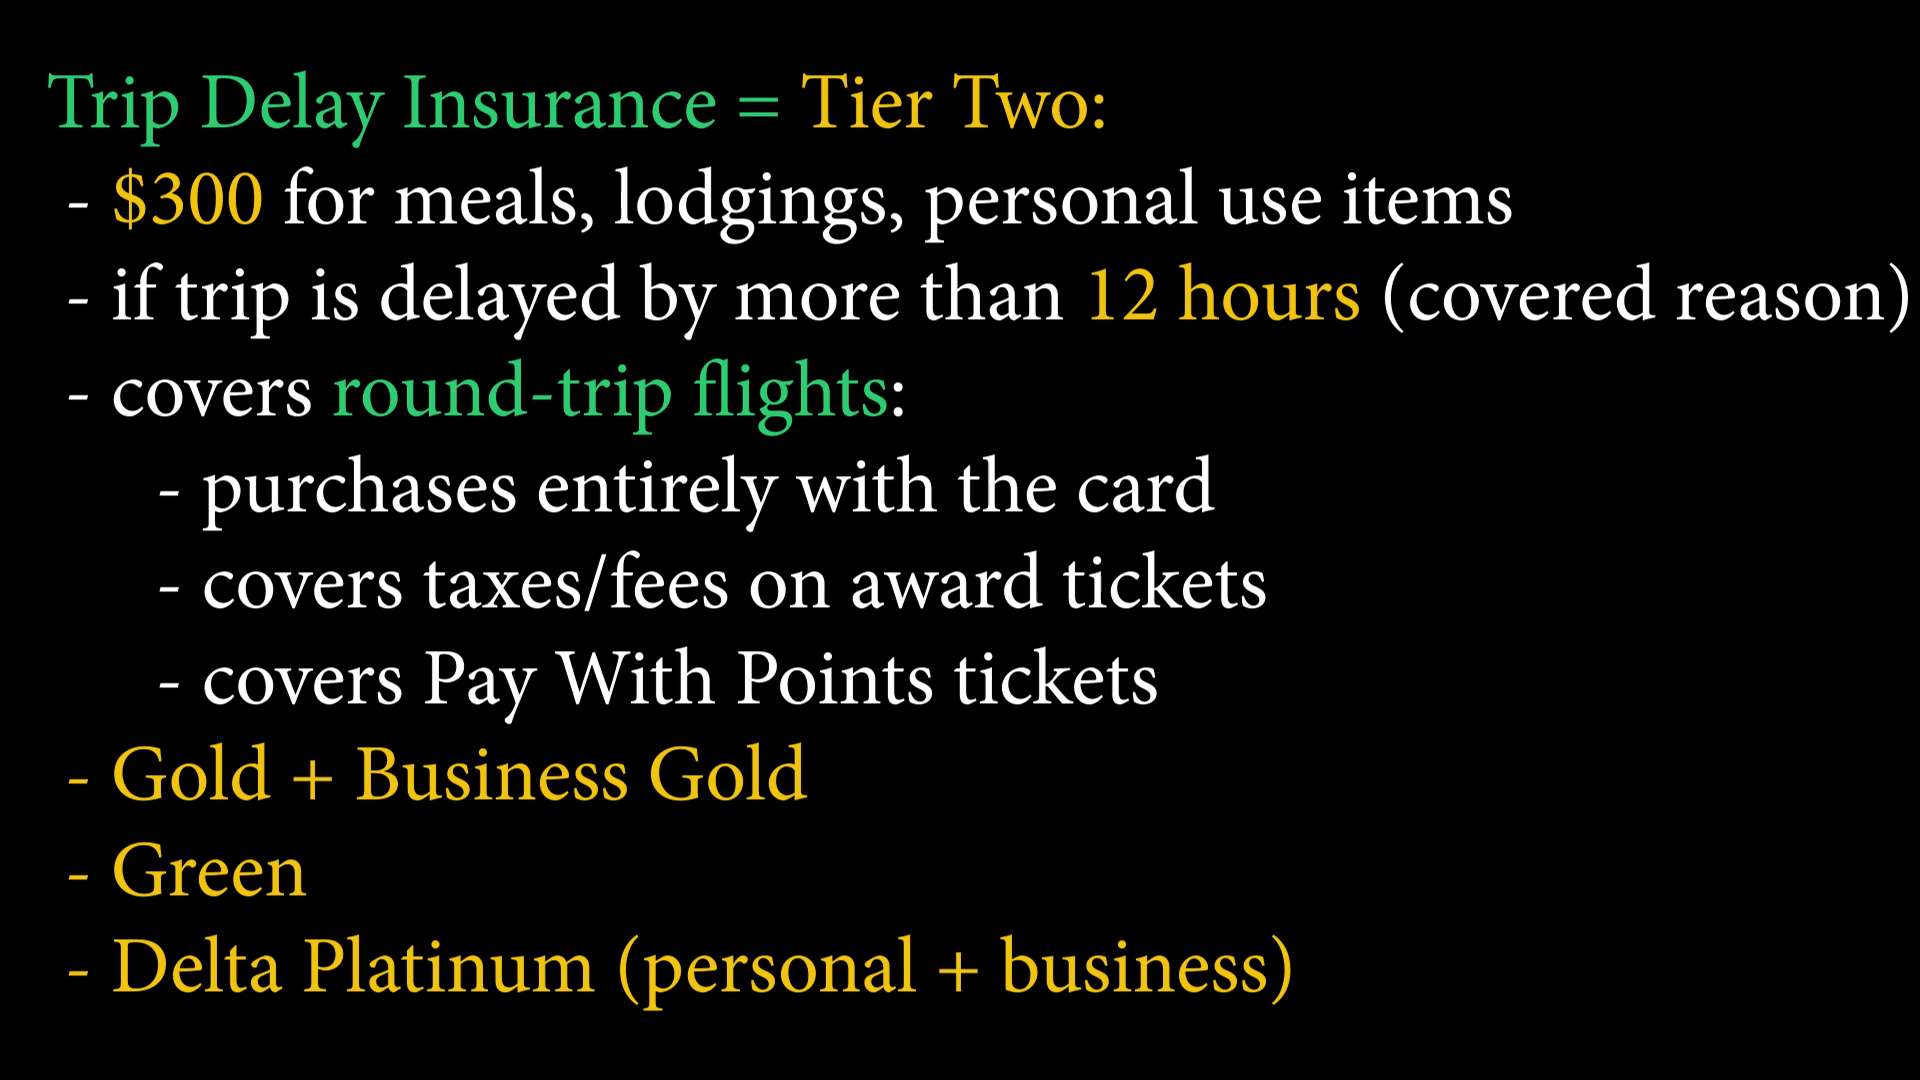 Trip Delay Insurance = Tier Two:
- $300 for meals, lodgings, personal use items
- if trip is delayed by more than 12 hours (covered reason)
- covers round-trip flights:
- purchases entirely with the card
- covers taxes/fees on award tickets
- covers Pay With Points tickets
- Gold + Business Gold
- Green
- Delta Platinum (personal + business)